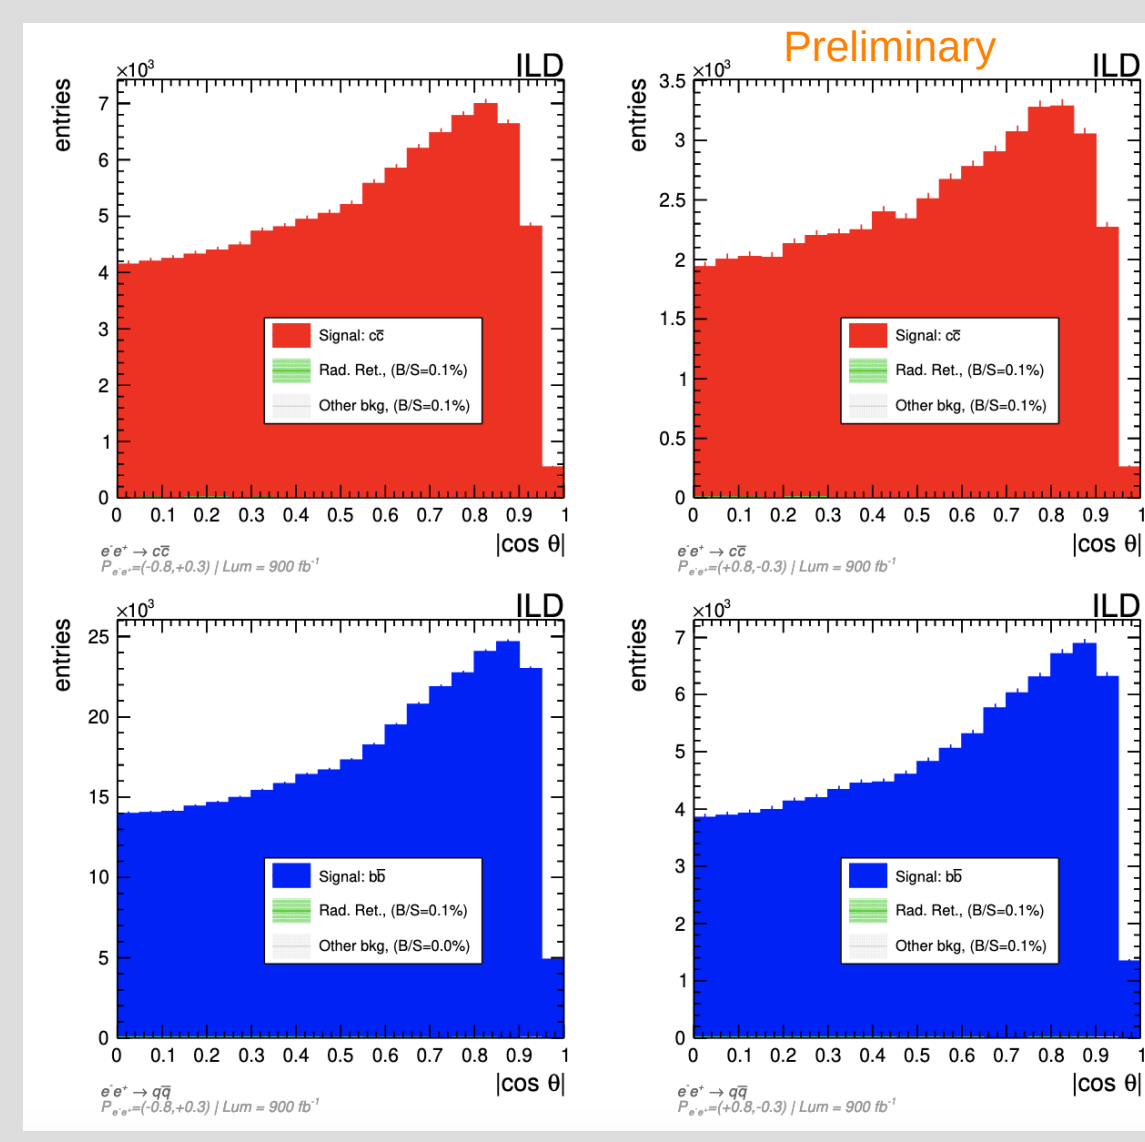 Preliminary
×10³ ILD
entries
7
6
5
4
3
2
1
0
Signal: cc̅
Rad. Ret., (B/S=0.1%)
Other bkg, (B/S=0.1%)
0 0.1 0.2 0.3 0.4 0.5 0.6 0.7 0.8 0.9 1
|cos θ|
e⁻e⁺ → cc̅
Pₑ⁻ₑ⁺=(-0.8,+0.3) | Lum = 900 fb⁻¹
×10³ ILD
entries
3.5
3
2.5
2
1.5
1
0.5
0
Signal: cc̅
Rad. Ret., (B/S=0.1%)
Other bkg, (B/S=0.1%)
0 0.1 0.2 0.3 0.4 0.5 0.6 0.7 0.8 0.9 1
|cos θ|
e⁻e⁺ → cc̅
Pₑ⁻ₑ⁺=(+0.8,-0.3) | Lum = 900 fb⁻¹
×10³ ILD
entries
25
20
15
10
5
0
Signal: bb̅
Rad. Ret., (B/S=0.1%)
Other bkg, (B/S=0.0%)
0 0.1 0.2 0.3 0.4 0.5 0.6 0.7 0.8 0.9 1
|cos θ|
e⁻e⁺ → qq̅
Pₑ⁻ₑ⁺=(-0.8,+0.3) | Lum = 900 fb⁻¹
×10³ ILD
entries
7
6
5
4
3
2
1
0
Signal: bb̅
Rad. Ret., (B/S=0.1%)
Other bkg, (B/S=0.1%)
0 0.1 0.2 0.3 0.4 0.5 0.6 0.7 0.8 0.9 1
|cos θ|
e⁻e⁺ → qq̅
Pₑ⁻ₑ⁺=(+0.8,-0.3) | Lum = 900 fb⁻¹